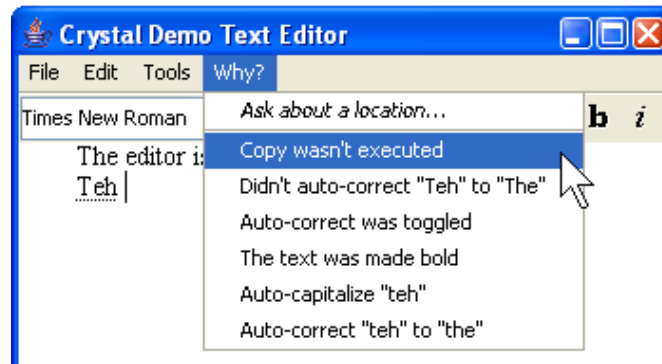 Crystal Demo Text Editor
File Edit Tools Why?
Times New Roman
b i
Ask about a location...
Copy wasn't executed
Didn't auto-correct "Teh" to "The"
Auto-correct was toggled
The text was made bold
Auto-capitalize "teh"
Auto-correct "teh" to "the"
The editor is
Teh